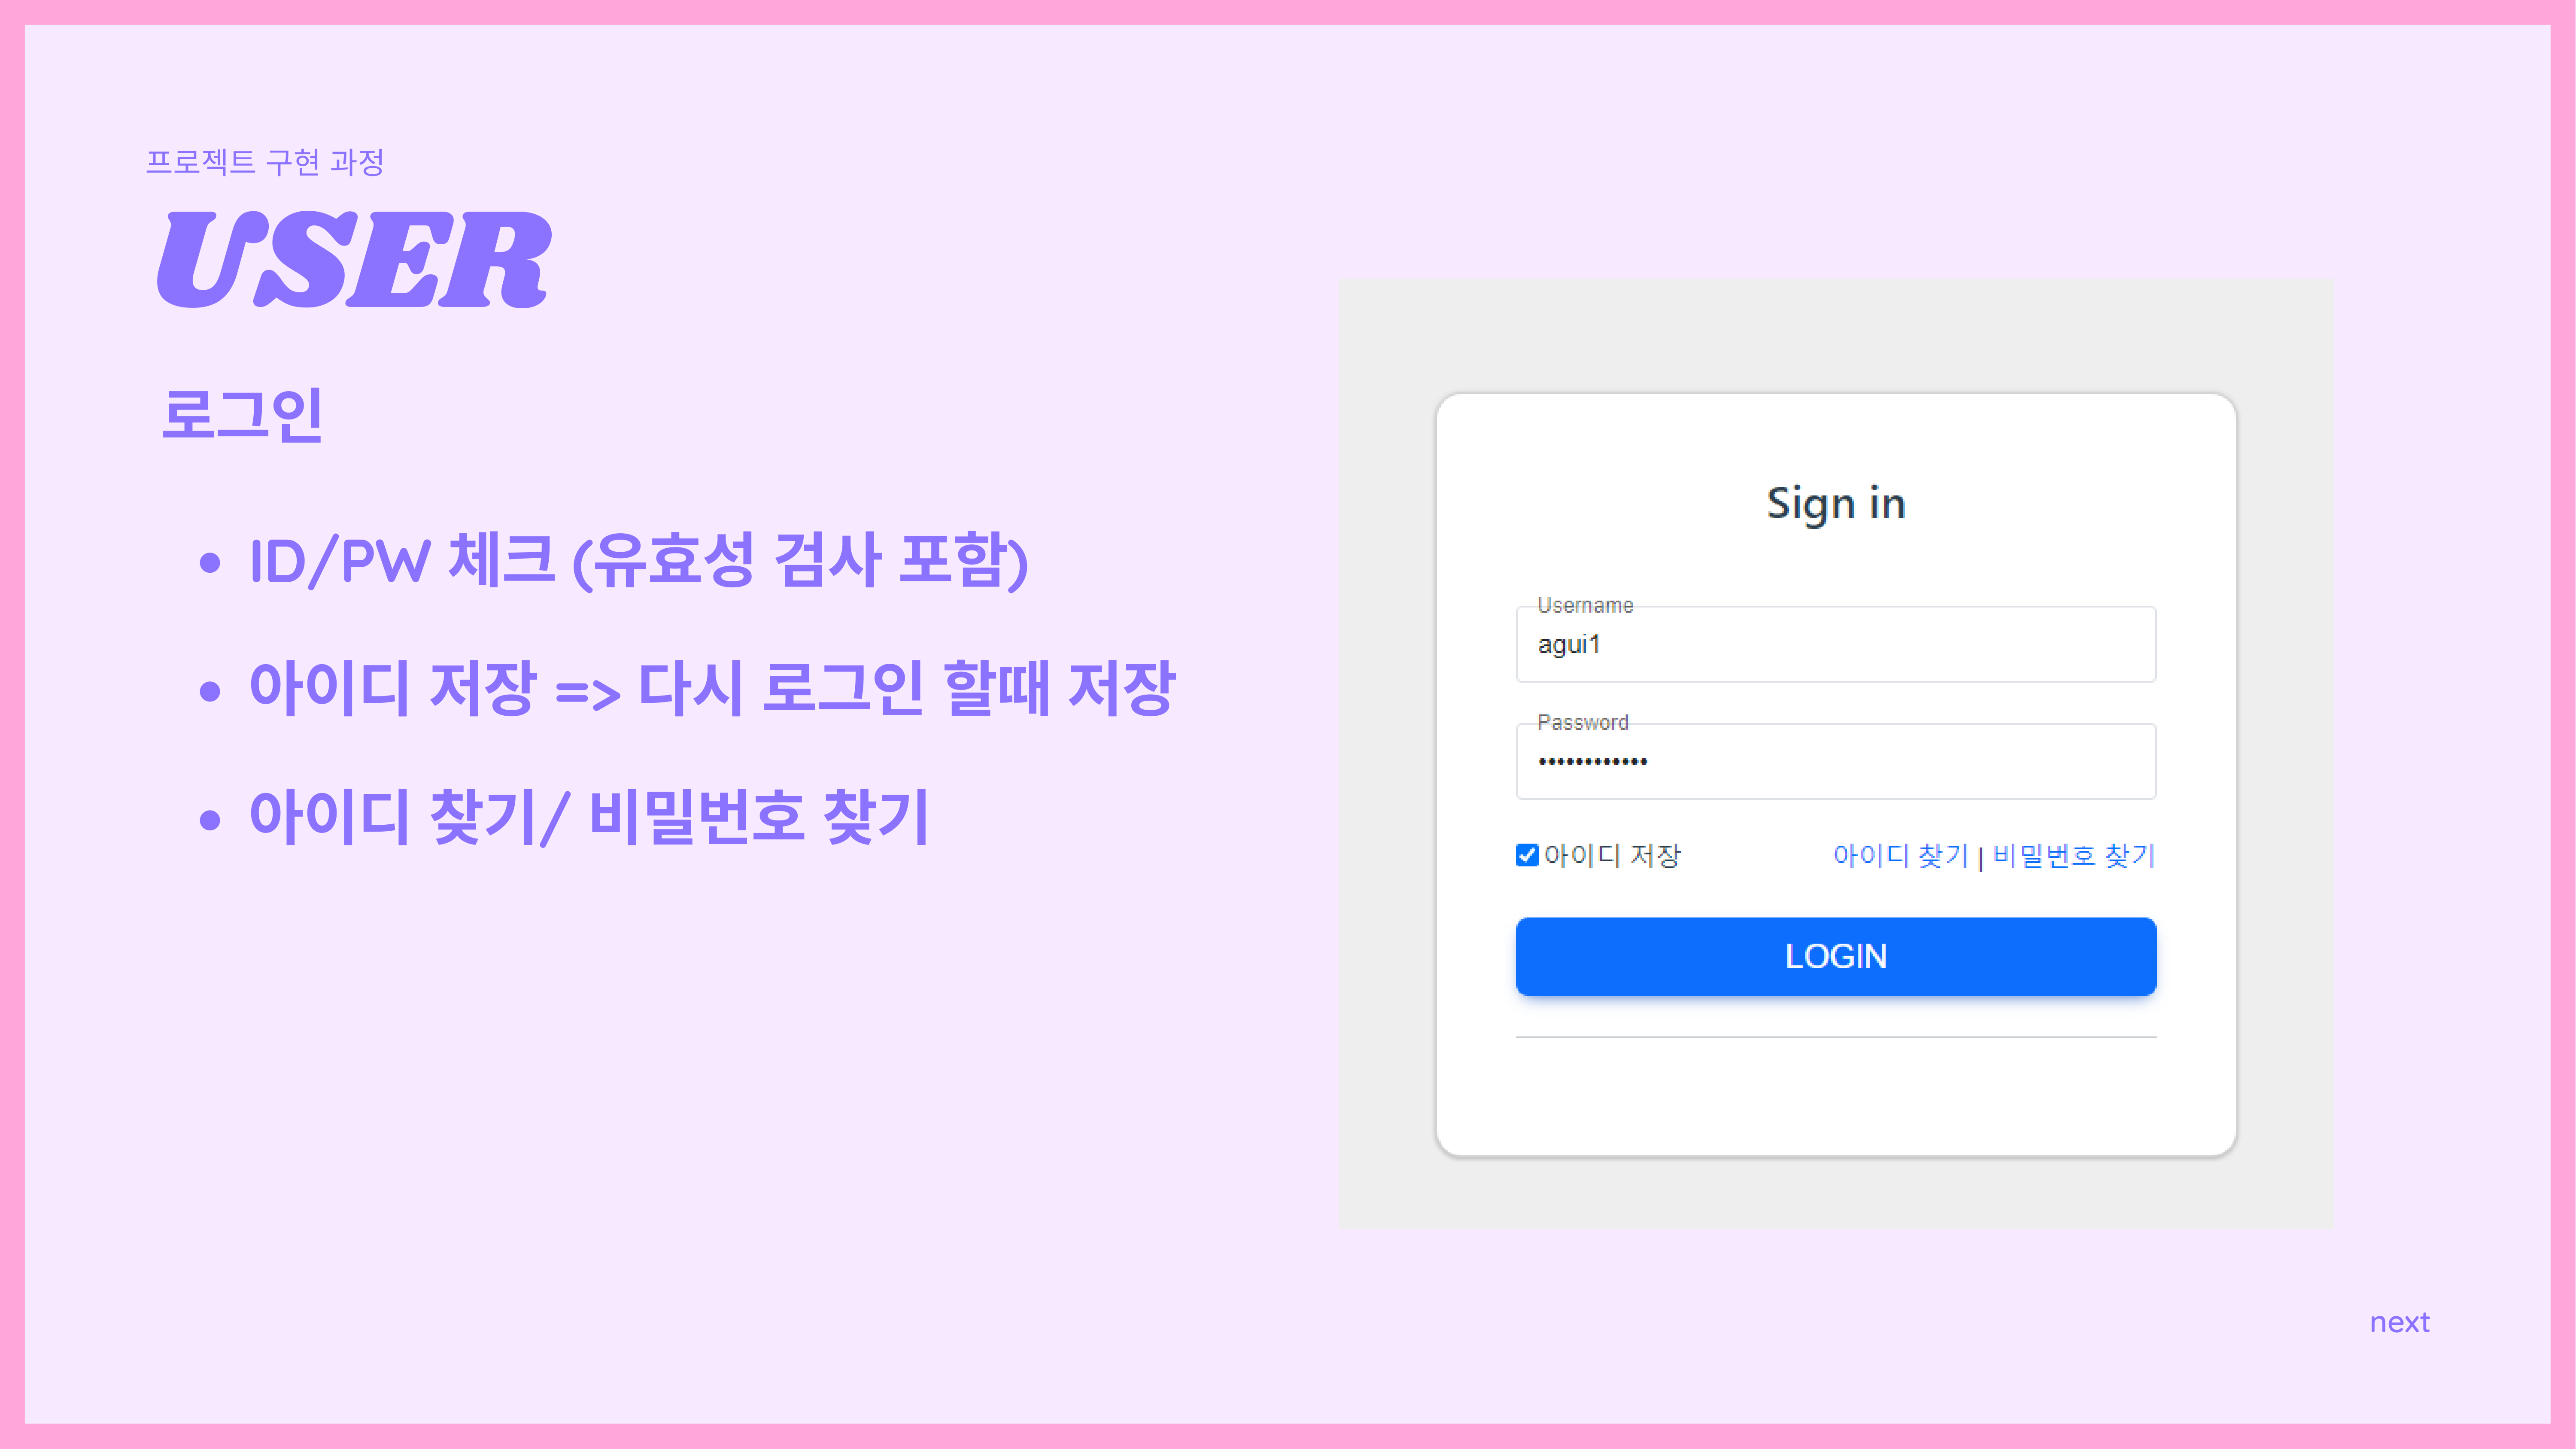 프로젝트 구현 과정
USER
로그인
• ID/PW 체크 (유효성 검사 포함)
• 아이디 저장 => 다시 로그인 할때 저장
• 아이디 찾기/ 비밀번호 찾기
Sign in
Username
agui1
Password
••••••••••••
아이디 저장
아이디 찾기 | 비밀번호 찾기
LOGIN
next